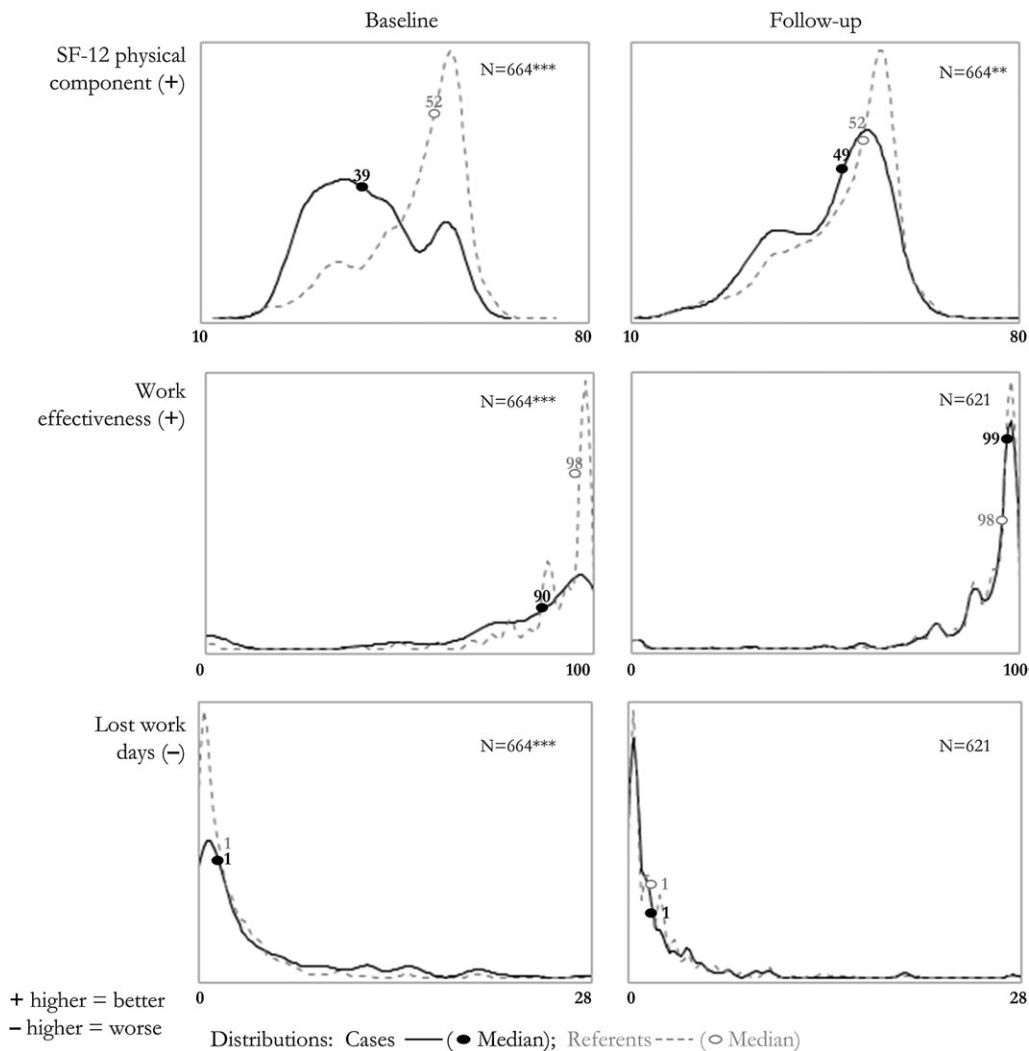 Baseline
Follow-up
SF-12 physical
component (+)
N=664***
52
39
10
80
N=664**
52
49
10
80
Work
effectiveness (+)
N=664***
98
90
0
100
N=621
99
98
0
100
Lost work
days (–)
N=664***
1
1
0
28
N=621
1
1
0
28
+ higher = better
– higher = worse
Distributions: Cases (Median); Referents (Median)